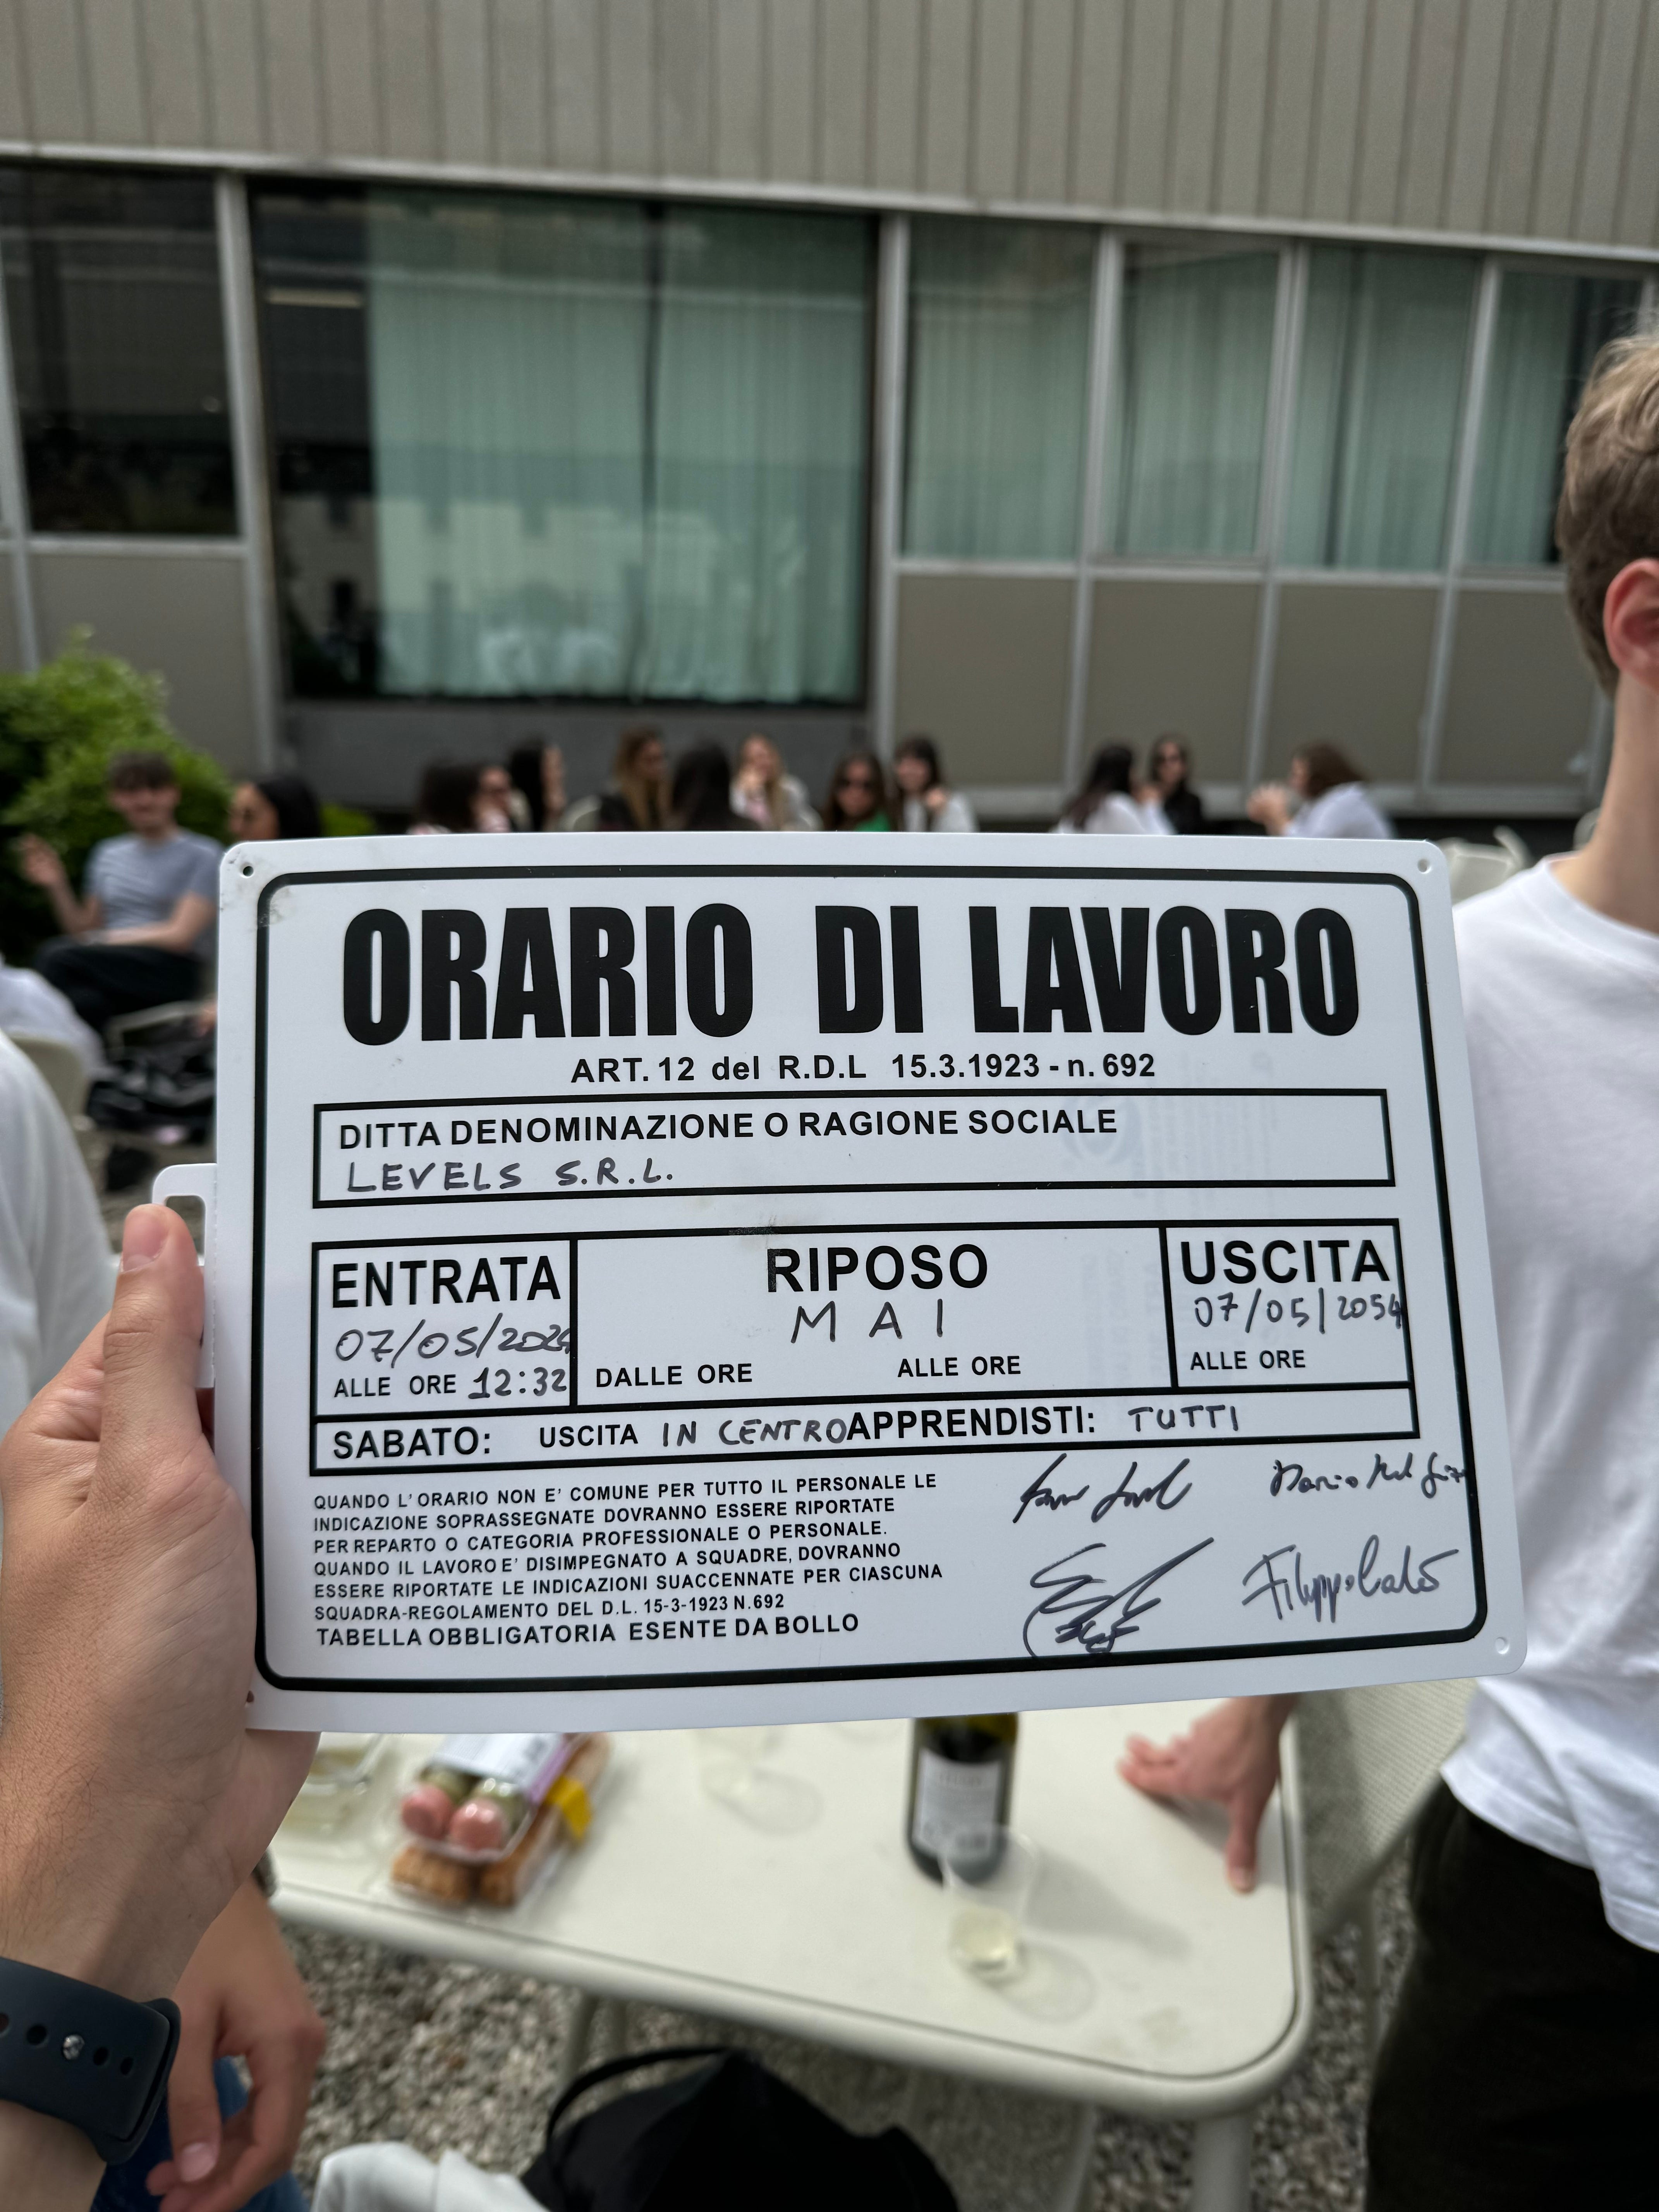 ORARIO DI LAVORO
ART. 12 del R.D.L 15.3.1923 - n. 692
DITTA DENOMINAZIONE O RAGIONE SOCIALE
LEVELS S.R.L.
ENTRATA
07/05/2024
ALLE ORE 12:32
RIPOSO
MAI
DALLE ORE ALLE ORE
USCITA
07/05/2054
ALLE ORE
SABATO: USCITA IN CENTRO APPRENDISTI: TUTTI
QUANDO L'ORARIO NON E' COMUNE PER TUTTO IL PERSONALE LE
INDICAZIONE SOPRASSEGNATE DOVRANNO ESSERE RIPORTATE
PER REPARTO O CATEGORIA PROFESSIONALE O PERSONALE.
QUANDO IL LAVORO E' DISIMPEGNATO A SQUADRE, DOVRANNO
ESSERE RIPORTATE LE INDICAZIONI SUACCENNATE PER CIASCUNA
SQUADRA-REGOLAMENTO DEL D.L. 15-3-1923 N.692
TABELLA OBBLIGATORIA ESENTE DA BOLLO
Filippo Calò